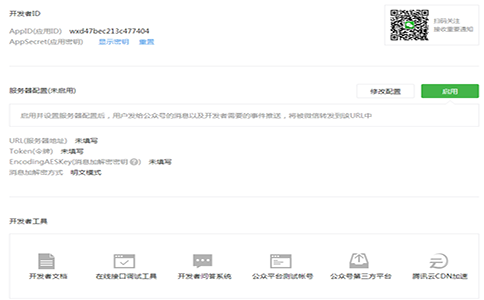 开发者ID
AppID(应用ID) wxd47bec213c477404
AppSecret(应用密钥) 显示密钥 重置
扫码关注
接收重要通知
服务器配置(未启用) 修改配置 启用
启用并设置服务器配置后，用户发给公众号的消息以及开发者需要的事件推送，将被微信转发到该URL中
URL(服务器地址) 未填写
Token(令牌) 未填写
EncodingAESKey(消息加解密密钥 ?) 未填写
消息加解密方式 明文模式
开发者工具
开发者文档 在线接口调试工具 开发者问答系统 公众平台测试帐号 公众号第三方平台 腾讯云CDN加速